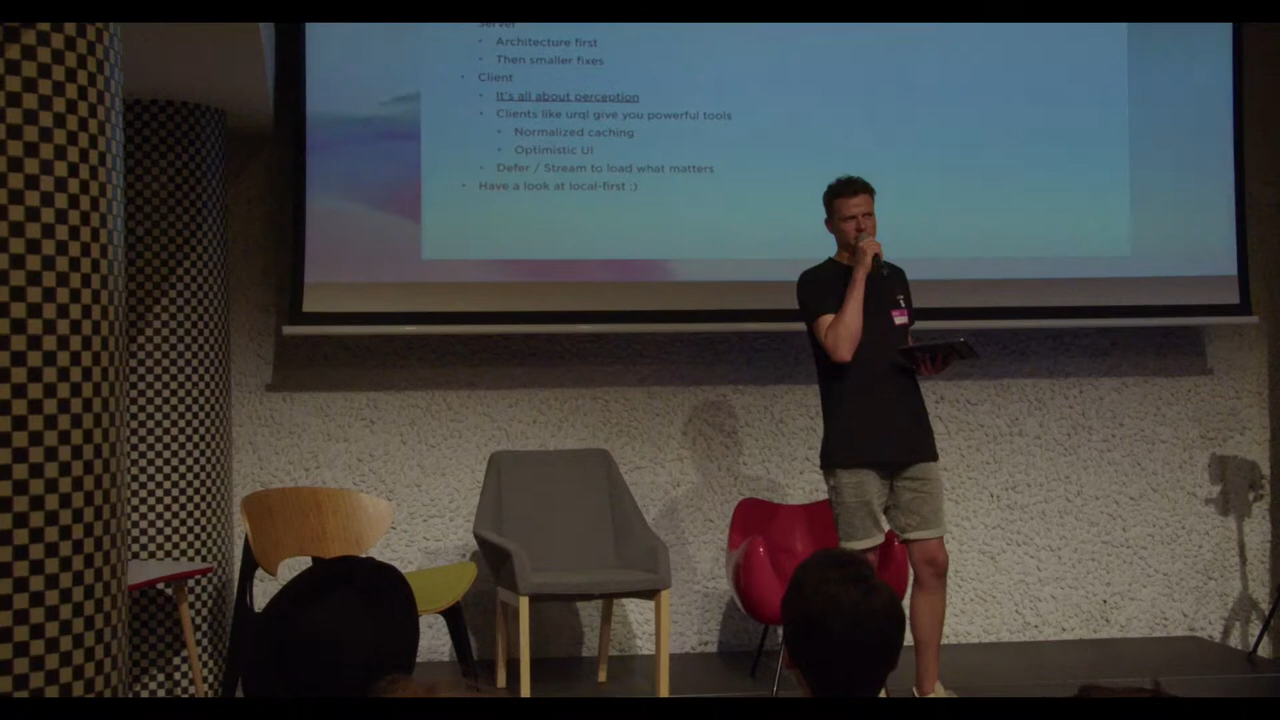 Server
Architecture first
Then smaller fixes
Client
It's all about perception
Clients like urql give you powerful tools
Normalized caching
Optimistic UI
Defer / Stream to load what matters
Have a look at local-first ;)